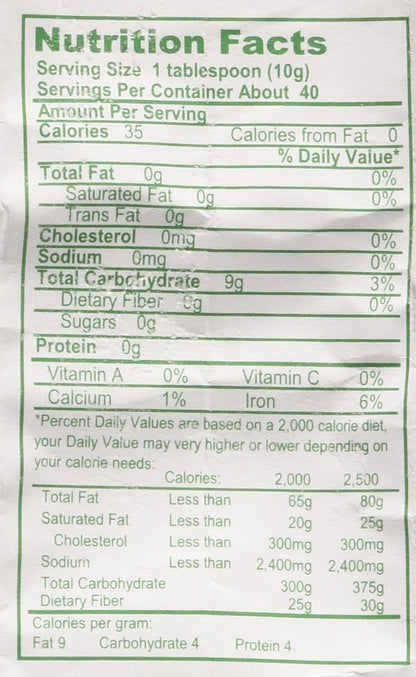 Nutrition Facts
Serving Size 1 tablespoon (10g)
Servings Per Container About 40
Amount Per Serving
Calories 35 Calories from Fat 0
% Daily Value*
Total Fat 0g 0%
Saturated Fat 0g 0%
Trans Fat 0g
Cholesterol 0mg 0%
Sodium 0mg 0%
Total Carbohydrate 9g 3%
Dietary Fiber 0g 0%
Sugars 0g
Protein 0g
Vitamin A 0% Vitamin C 0%
Calcium 1% Iron 6%
*Percent Daily Values are based on a 2,000 calorie diet,
your Daily Value may very higher or lower depending on
your calorie needs:
Calories: 2,000 2,500
Total Fat Less than 65g 80g
Saturated Fat Less than 20g 25g
Cholesterol Less than 300mg 300mg
Sodium Less than 2,400mg 2,400mg
Total Carbohydrate 300g 375g
Dietary Fiber 25g 30g
Calories per gram:
Fat 9 Carbohydrate 4 Protein 4